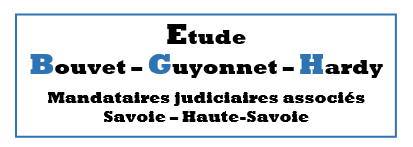 Etude
Bouvet – Guyonnet – Hardy
Mandataires judiciaires associés
Savoie – Haute-Savoie